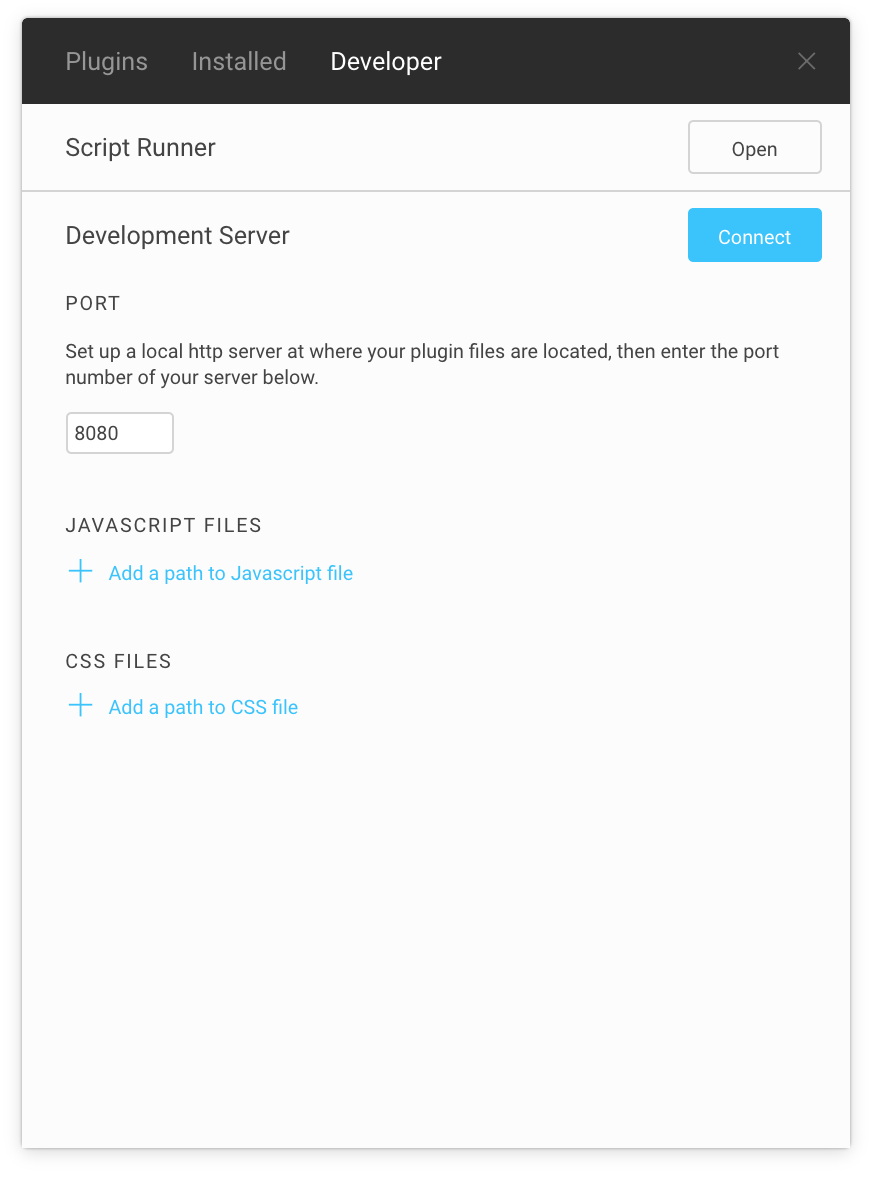 Plugins Installed Developer
Script Runner Open
Development Server Connect
PORT
Set up a local http server at where your plugin files are located, then enter the port
number of your server below.
8080
JAVASCRIPT FILES
Add a path to Javascript file
CSS FILES
Add a path to CSS file